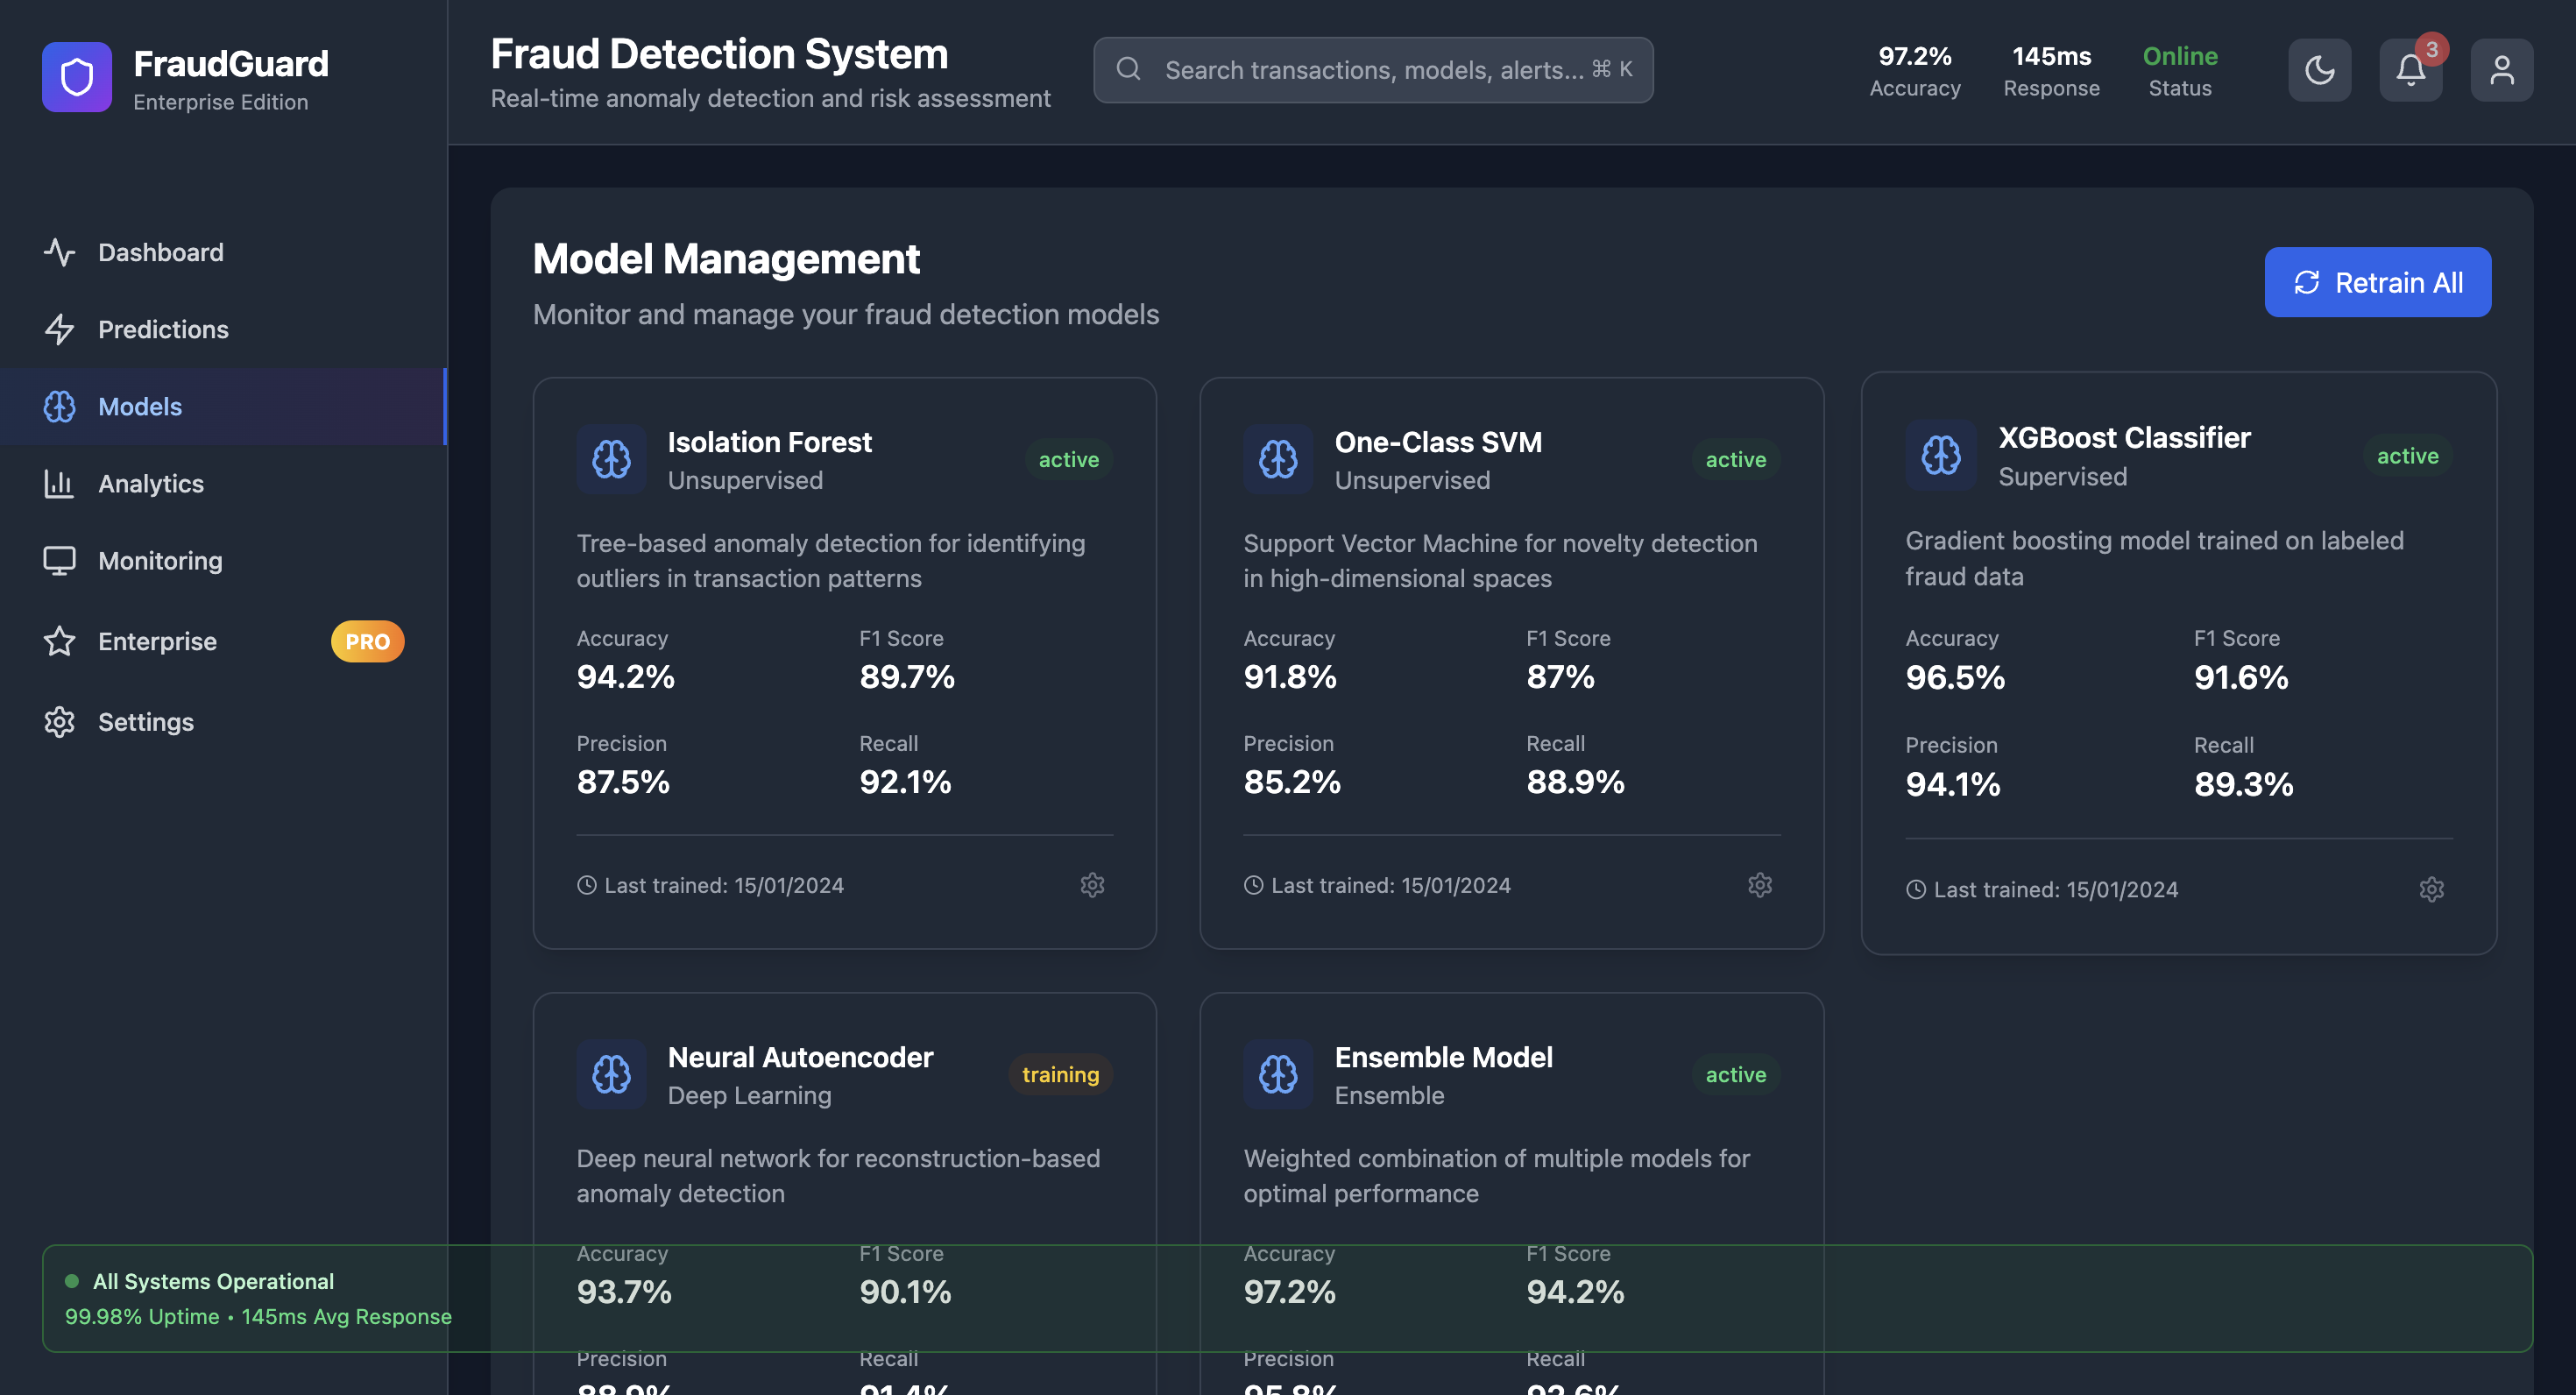 FraudGuard
Enterprise Edition
Dashboard
Predictions
Models
Analytics
Monitoring
Enterprise
PRO
Settings
All Systems Operational
99.98% Uptime • 145ms Avg Response
Fraud Detection System
Real-time anomaly detection and risk assessment
Search transactions, models, alerts... ⌘ K
97.2%
Accuracy
145ms
Response
Online
Status
3
Model Management
Monitor and manage your fraud detection models
Retrain All
Isolation Forest
Unsupervised
active
Tree-based anomaly detection for identifying
outliers in transaction patterns
Accuracy
94.2%
F1 Score
89.7%
Precision
87.5%
Recall
92.1%
Last trained: 15/01/2024
One-Class SVM
Unsupervised
active
Support Vector Machine for novelty detection
in high-dimensional spaces
Accuracy
91.8%
F1 Score
87%
Precision
85.2%
Recall
88.9%
Last trained: 15/01/2024
XGBoost Classifier
Supervised
active
Gradient boosting model trained on labeled
fraud data
Accuracy
96.5%
F1 Score
91.6%
Precision
94.1%
Recall
89.3%
Last trained: 15/01/2024
Neural Autoencoder
Deep Learning
training
Deep neural network for reconstruction-based
anomaly detection
Accuracy
93.7%
F1 Score
90.1%
Precision
Recall
91.4%
Ensemble Model
Ensemble
active
Weighted combination of multiple models for
optimal performance
Accuracy
97.2%
F1 Score
94.2%
Precision
Recall